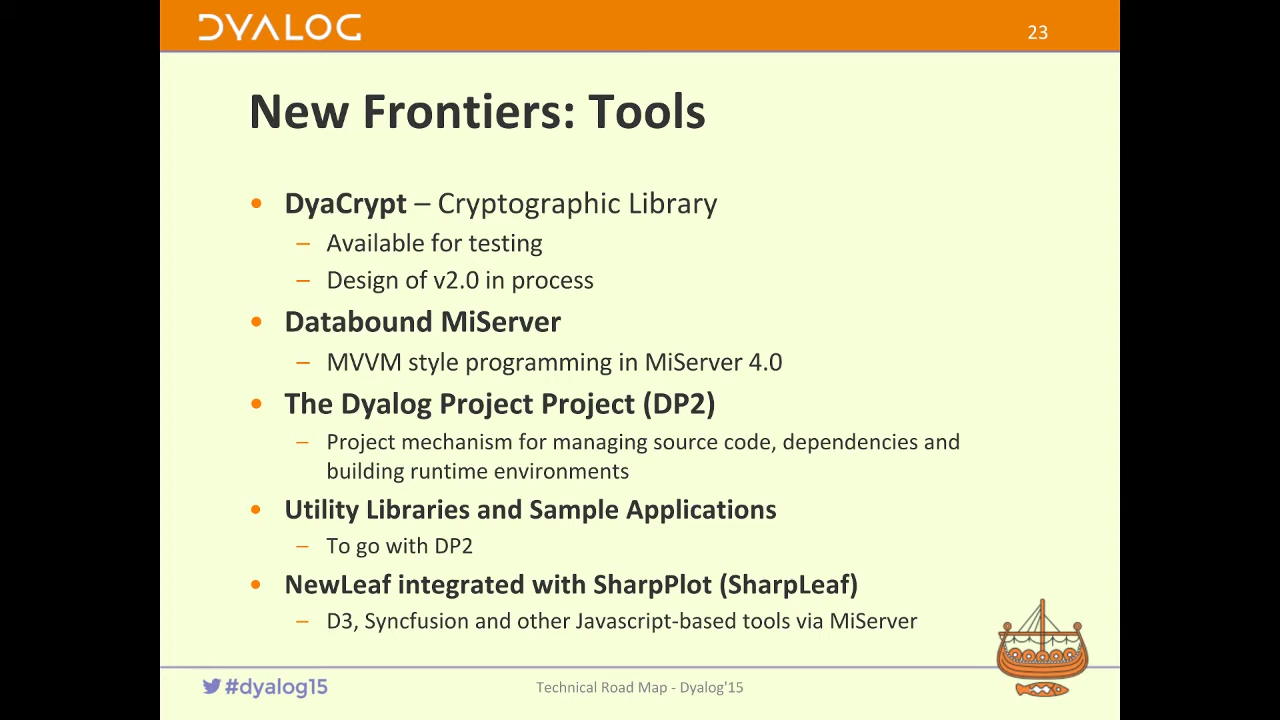 DYALOG
23
New Frontiers: Tools
• DyaCrypt – Cryptographic Library
– Available for testing
– Design of v2.0 in process
• Databound MiServer
– MVVM style programming in MiServer 4.0
• The Dyalog Project Project (DP2)
– Project mechanism for managing source code, dependencies and
building runtime environments
• Utility Libraries and Sample Applications
– To go with DP2
• NewLeaf integrated with SharpPlot (SharpLeaf)
– D3, Syncfusion and other Javascript-based tools via MiServer
#dyalog15
Technical Road Map - Dyalog'15